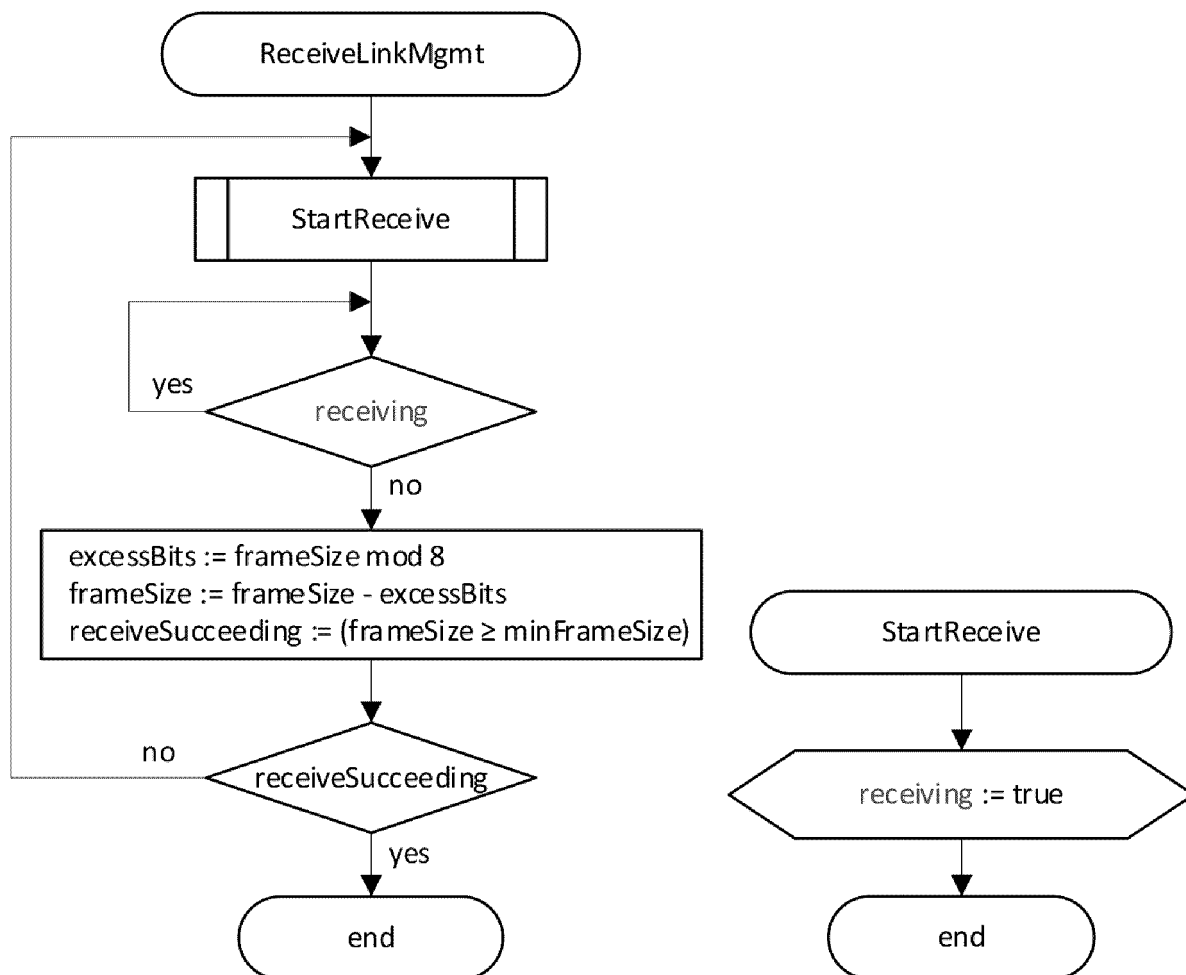 ReceiveLinkMgmt
StartReceive
yes
receiving
no
excessBits := frameSize mod 8
frameSize := frameSize - excessBits
receiveSucceeding := (frameSize ≥ minFrameSize)
no
receiveSucceeding
yes
end
StartReceive
receiving := true
end